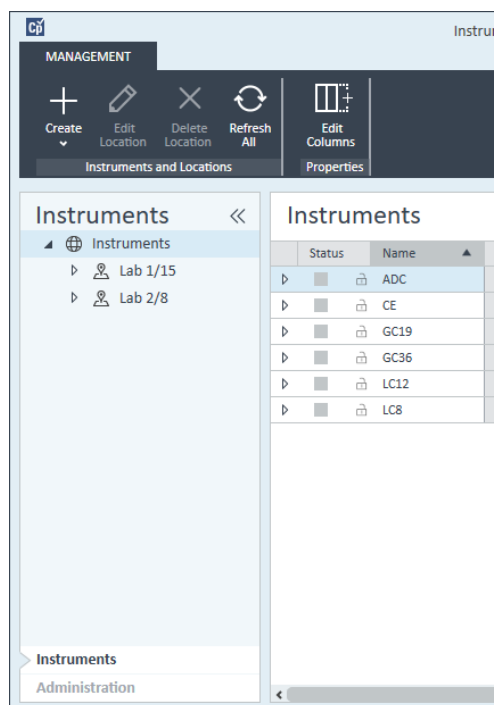 Cp
Instru
MANAGEMENT
Create
Edit Location
Delete Location
Refresh All
Edit Columns
Instruments and Locations
Properties
Instruments
Instruments
Lab 1/15
Lab 2/8
Instruments
Administration
Instruments
Status Name
ADC
CE
GC19
GC36
LC12
LC8